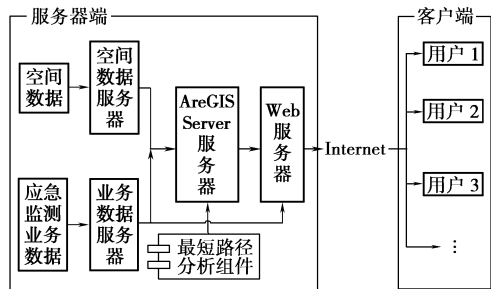 服务器端
客户端
空间
数据
空间
数据
服务
器
AreGIS
Server
服
务
器
Web
服
务
器
Internet
用户 1
用户 2
用户 3
⋮
应急
监测
业务
数据
业务
数据
服务
器
最短路径
分析组件